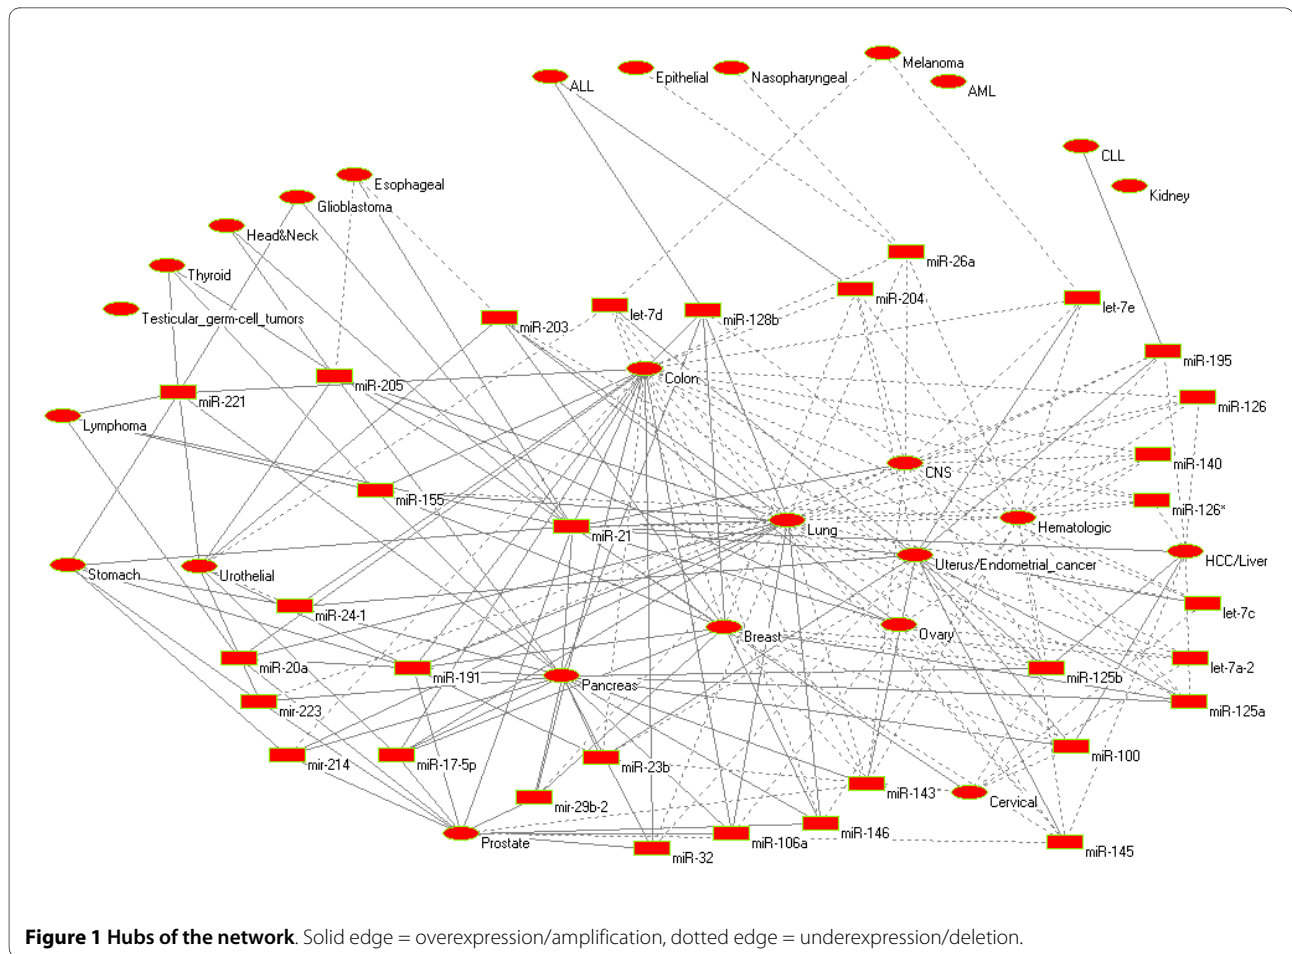 Melanoma
Epithelial
Nasopharyngeal
ALL
AML
CLL
Esophageal
Kidney
Glioblastoma
Head&Neck
miR-26a
Thyroid
miR-204
let-7e
Testicular_germ-cell_tumors
let-7d
miR-128b
miR-203
miR-195
Colon
miR-205
miR-221
miR-126
Lymphoma
miR-140
CNS
miR-155
miR-126*
Lung
Hematologic
miR-21
HCC/Liver
Stomach
Urothelial
Uterus/Endometrial_cancer
miR-24-1
let-7c
Breast
Ovary
miR-20a
let-7a-2
miR-191
Pancreas
miR-125b
mir-223
miR-125a
mir-214
miR-17-5p
miR-23b
miR-100
miR-143
mir-29b-2
Cervical
Prostate
miR-106a
miR-146
miR-32
miR-145
Figure 1 Hubs of the network. Solid edge = overexpression/amplification, dotted edge = underexpression/deletion.